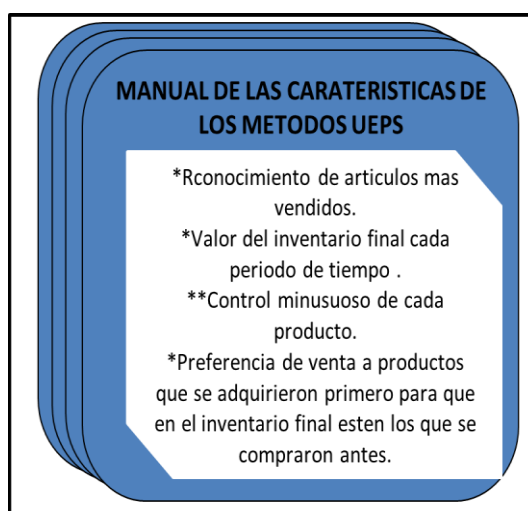 MANUAL DE LAS CARATERISTICAS DE
LOS METODOS UEPS
*Rconocimiento de articulos mas
vendidos.
*Valor del inventario final cada
periodo de tiempo .
**Control minusuoso de cada
producto.
*Preferencia de venta a productos
que se adquirieron primero para que
en el inventario final esten los que se
compraron antes.